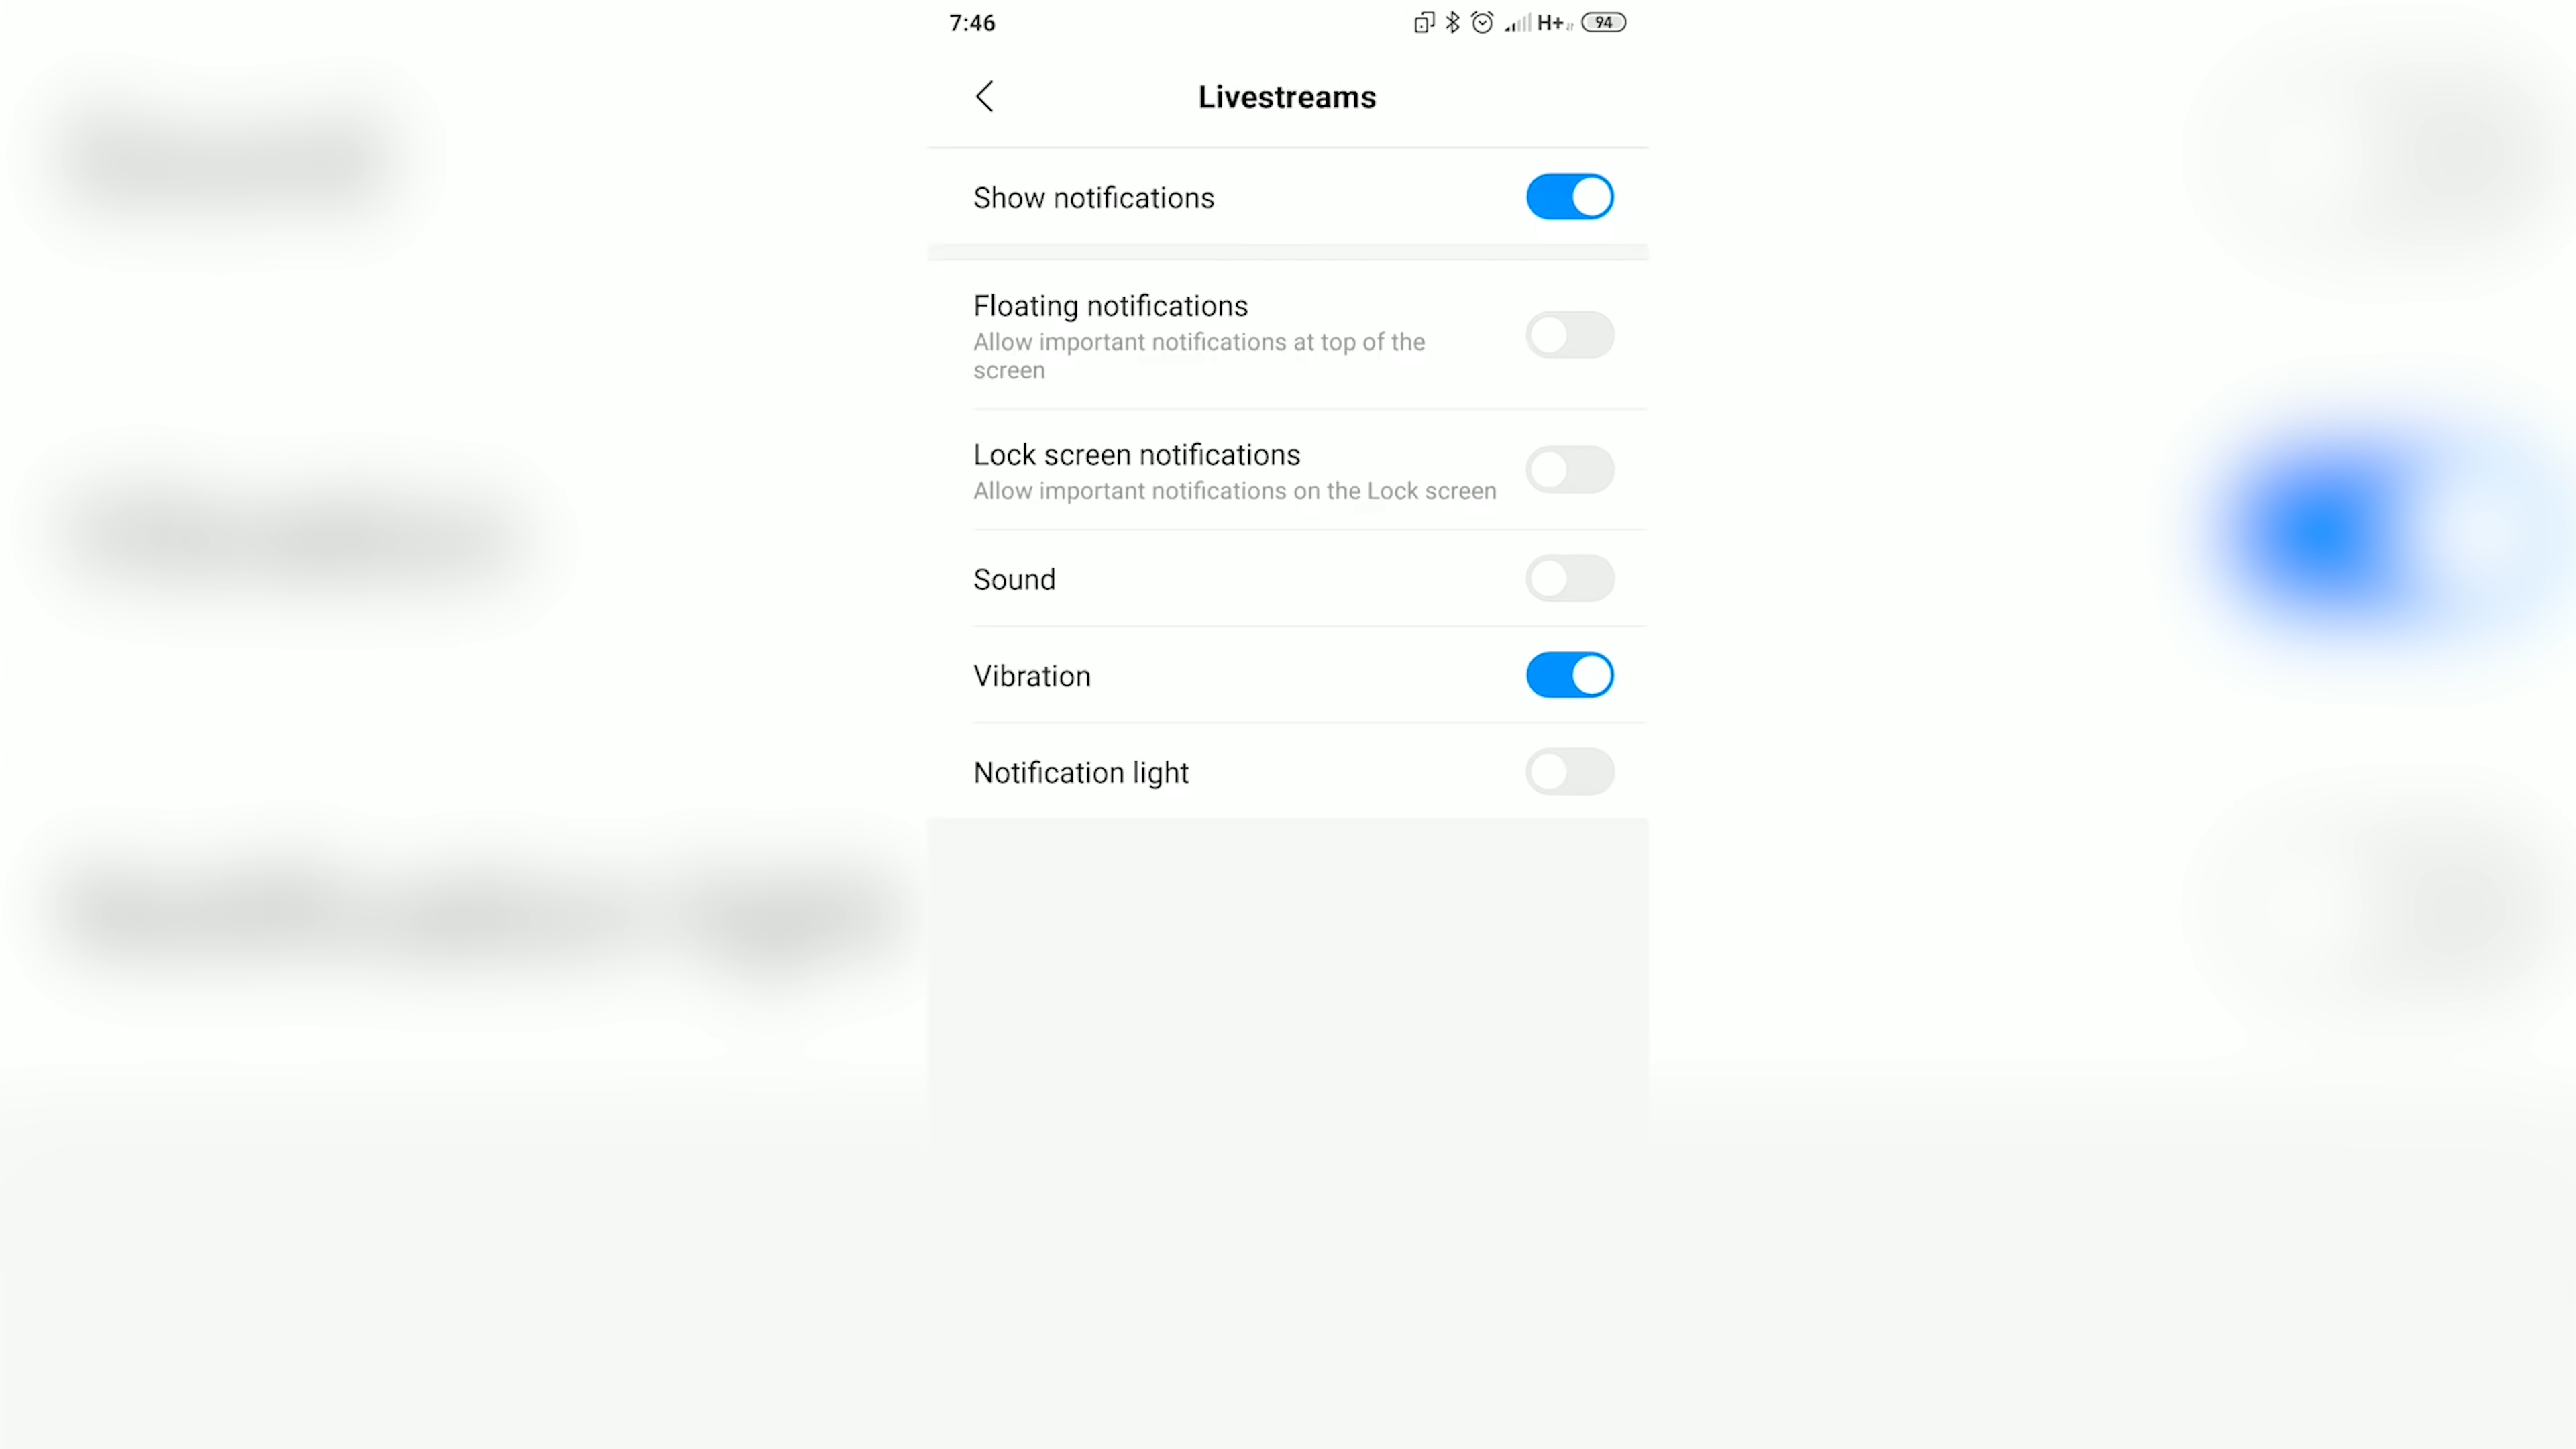 7:46
H+
94
Livestreams
Show notifications
Floating notifications
Allow important notifications at top of the
screen
Lock screen notifications
Allow important notifications on the Lock screen
Sound
Vibration
Notification light